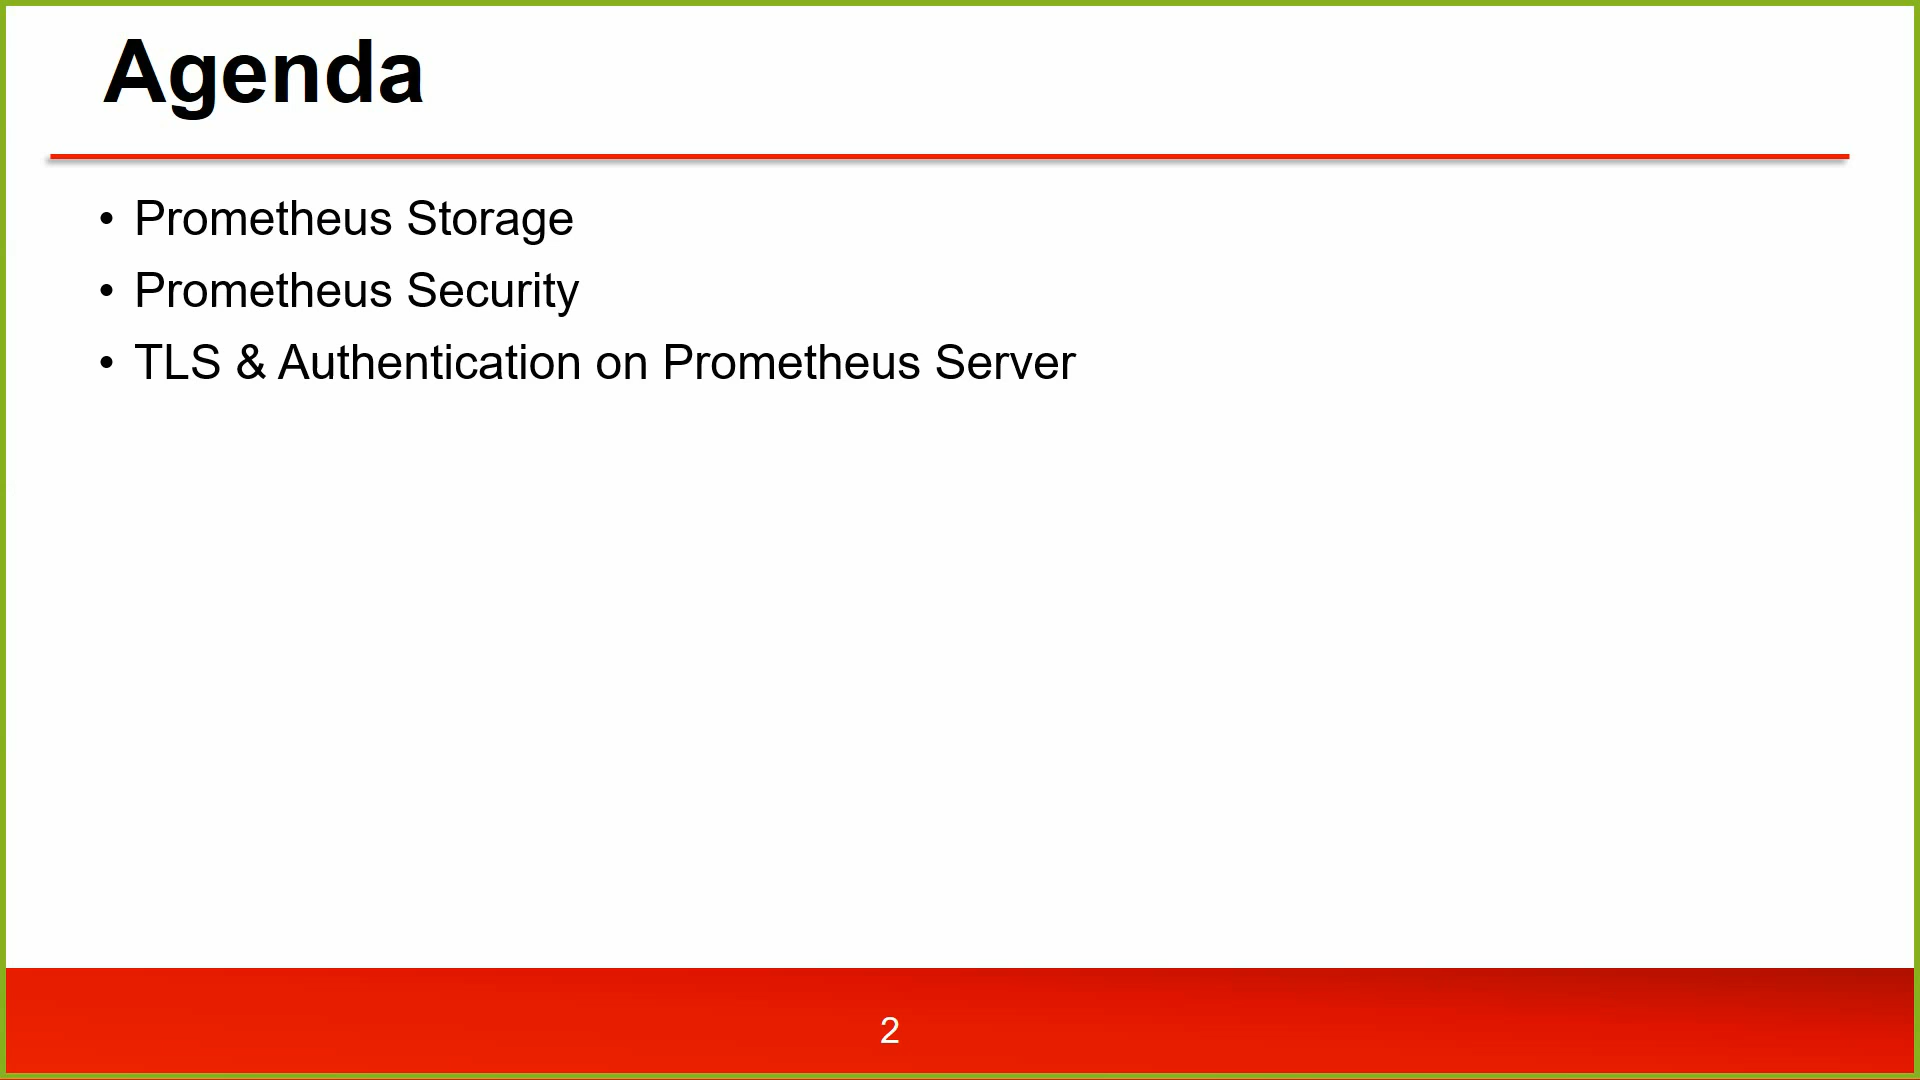 Agenda
• Prometheus Storage
• Prometheus Security
• TLS & Authentication on Prometheus Server
2